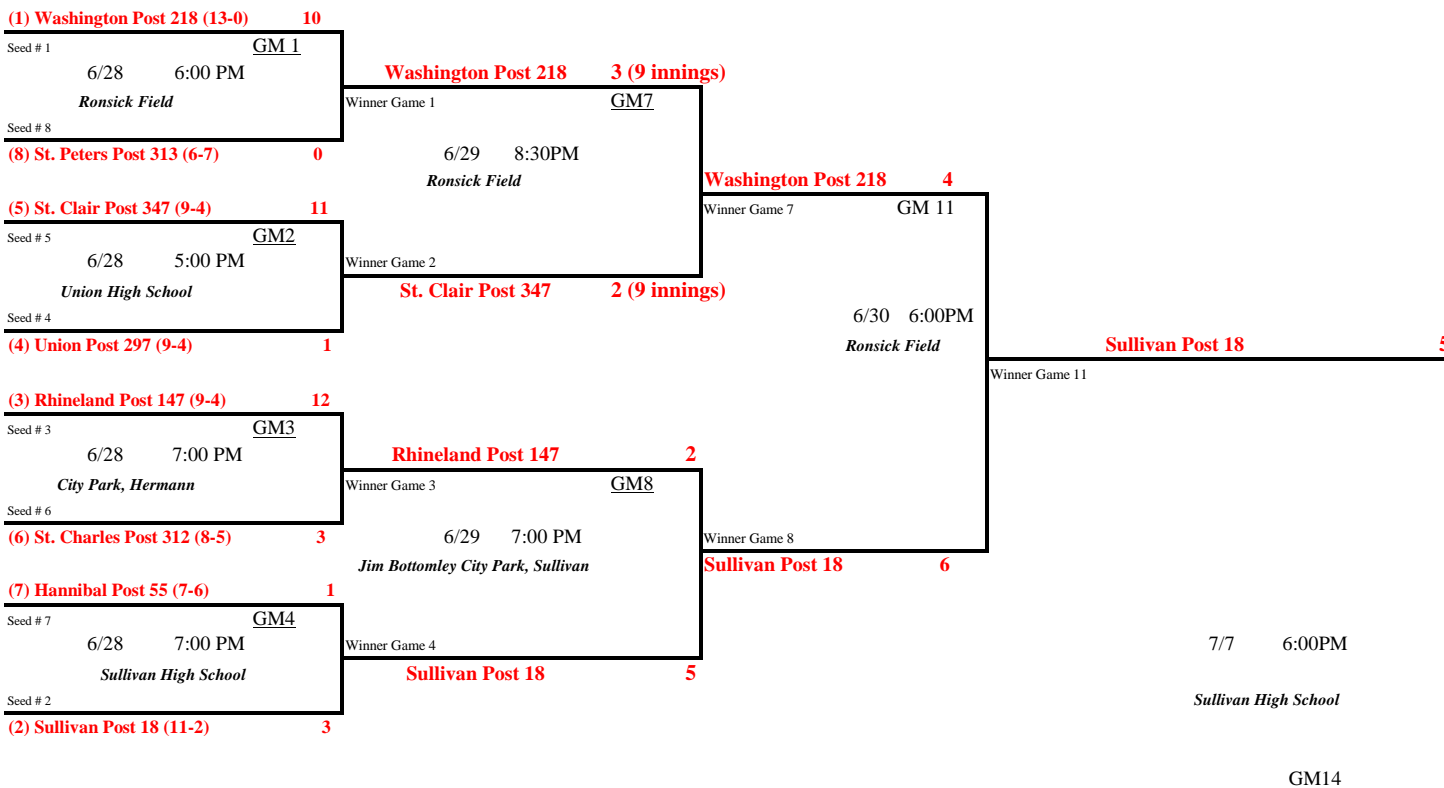 (1) Washington Post 218 (13-0) 10
Seed # 1 GM 1
6/28 6:00 PM
Ronsick Field
Seed # 8
(8) St. Peters Post 313 (6-7) 0
(5) St. Clair Post 347 (9-4) 11
Seed # 5 GM2
6/28 5:00 PM
Union High School
Seed # 4
(4) Union Post 297 (9-4) 1
(3) Rhineland Post 147 (9-4) 12
Seed # 3 GM3
6/28 7:00 PM
City Park, Hermann
Seed # 6
(6) St. Charles Post 312 (8-5) 3
(7) Hannibal Post 55 (7-6) 1
Seed # 7 GM4
6/28 7:00 PM
Sullivan High School
Seed # 2
(2) Sullivan Post 18 (11-2) 3
Washington Post 218 3 (9 innings)
Winner Game 1 GM7
6/29 8:30PM
Ronsick Field
Winner Game 2
St. Clair Post 347 2 (9 innings)
Rhineland Post 147 2
Winner Game 3 GM8
6/29 7:00 PM
Jim Bottomley City Park, Sullivan
Winner Game 4
Sullivan Post 18 5
Washington Post 218 4
Winner Game 7 GM 11
6/30 6:00PM
Ronsick Field
Winner Game 8
Sullivan Post 18 6
Sullivan Post 18
Winner Game 11
7/7 6:00PM
Sullivan High School
GM14